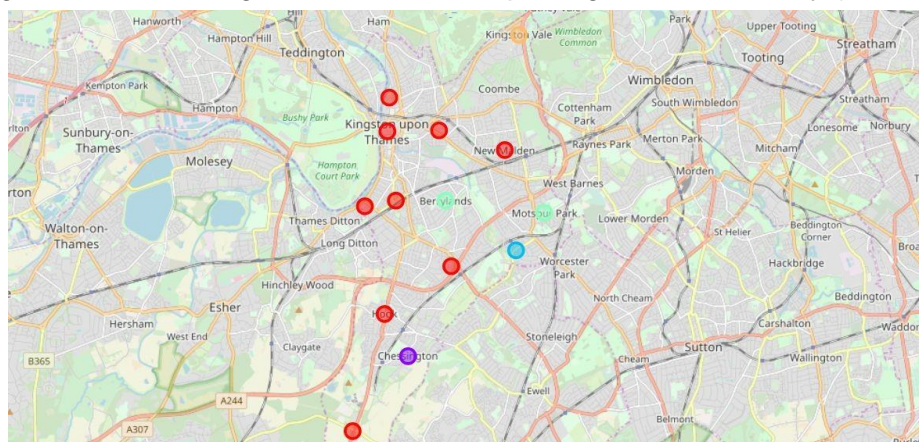 Hanworth
Ham
Hampton Hill
Teddington
Kingston Vale
Wimbledon
Common
Park
Upper Tooting
Tooting
Streatham
Kempton Park
Hampton
Bushy Park
Coombe
Wimbledon
Cottenham
Park
South Wimbledon
Streatham
Sunbury-on-
Thames
Kingston upon
Thames
New Malden
Raynes Park
Merton Park
Mitcham
Lonesome
Norbury
Molesey
Hampton
Court Park
West Barnes
Morden
Walton-on-
Thames
Thames Ditton
Berrylands
Motspur Park
Lower Morden
St Helier
Beddington
Corner
Long Ditton
Worcester
Park
Hackbridge
Hinchley Wood
North Cheam
Beddington
Esher
Hook
Hersham
West End
Claygate
Stoneleigh
Carshalton
Waddon
B365
Chessington
Cheam
Sutton
Wallington
A244
Ewell
A307
Belmont